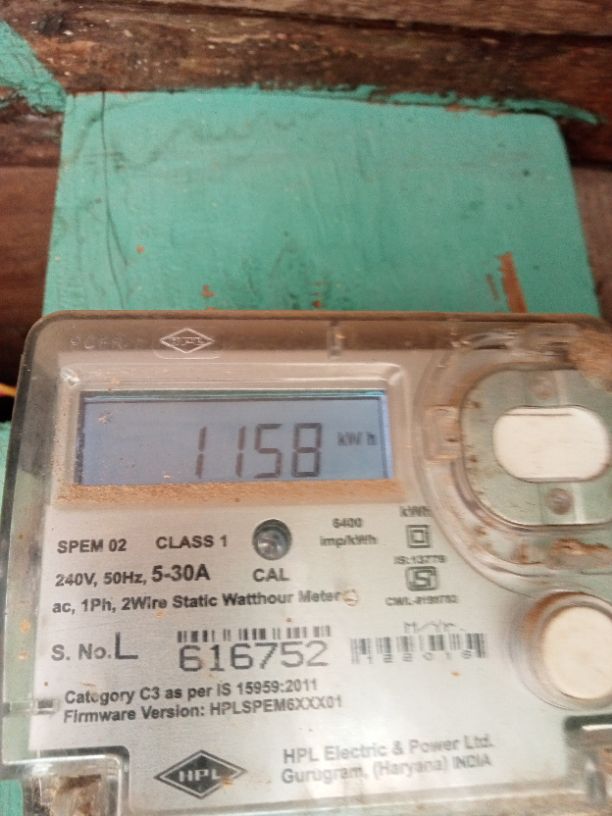 HPL
1158 kWh
kWh
6400
imp/kWh
SPEM 02 CLASS 1
IS:13779
240V, 50Hz, 5-30A CAL
ac, 1Ph, 2Wire Static Watthour Meter
M/Yr.
S. No. L 616752
Category C3 as per IS 15959:2011
Firmware Version: HPLSPEM6XXX01
HPL
HPL Electric & Power Ltd.
Gurugram, (Haryana) INDIA